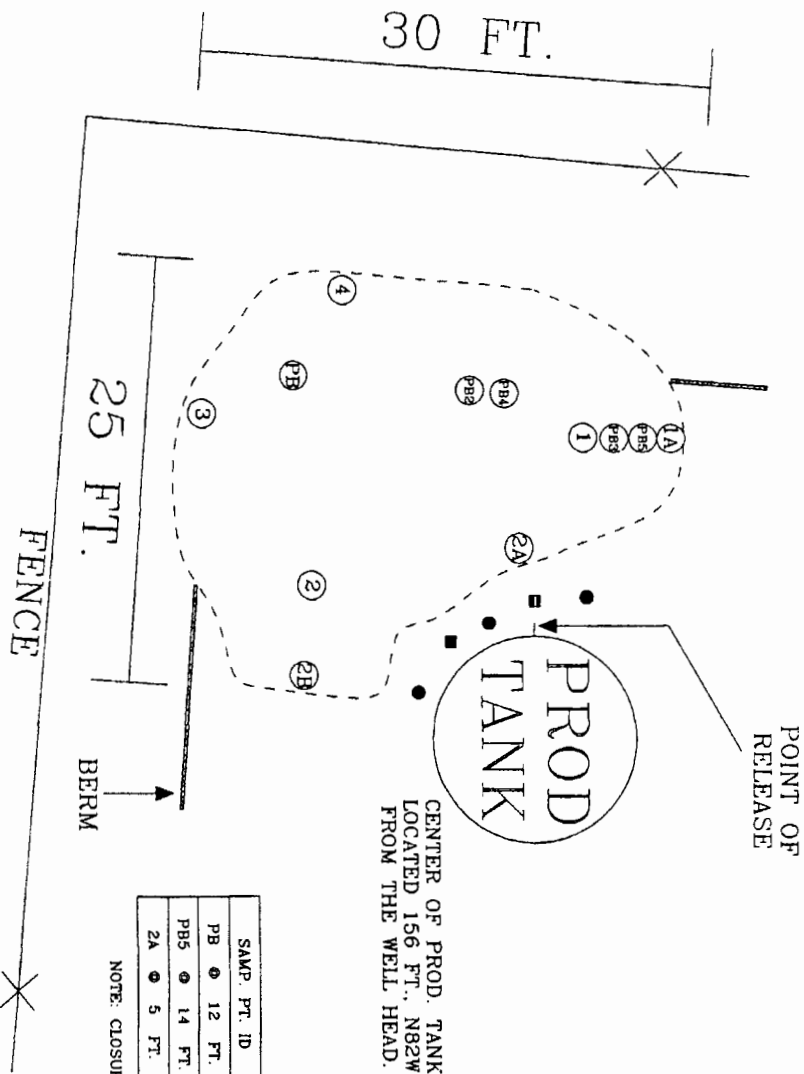 30 FT.
POINT OF
RELEASE
4
PB
3
PB2
PB4
1
PB3
PB5
1A
2A
2
2B
25 FT.
FENCE
PROD
TANK
BERM
CENTER OF PROD. TANK
LOCATED 156 FT., N82W
FROM THE WELL HEAD.
SAMP. PT. ID
PB @ 12 FT.
PB5 @ 14 FT.
2A @ 5 FT.
NOTE: CLOSU